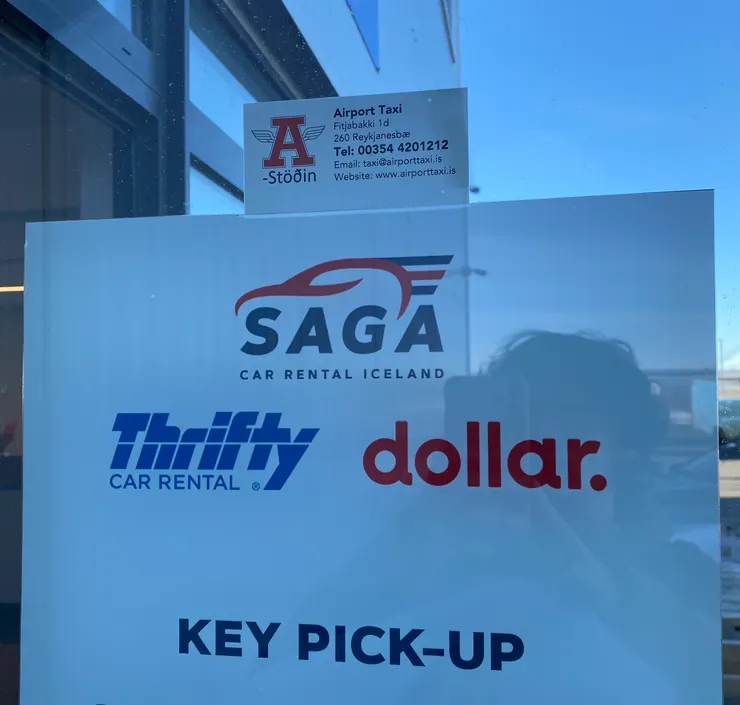 A
-Stöðin
Airport Taxi
Fitjabakki 1d
260 Reykjanesbæ
Tel: 00354 4201212
Email: taxi@airporttaxi.is
Website: www.airporttaxi.is
SAGA
CAR RENTAL ICELAND
Thrifty
CAR RENTAL ®
dollar.
KEY PICK-UP